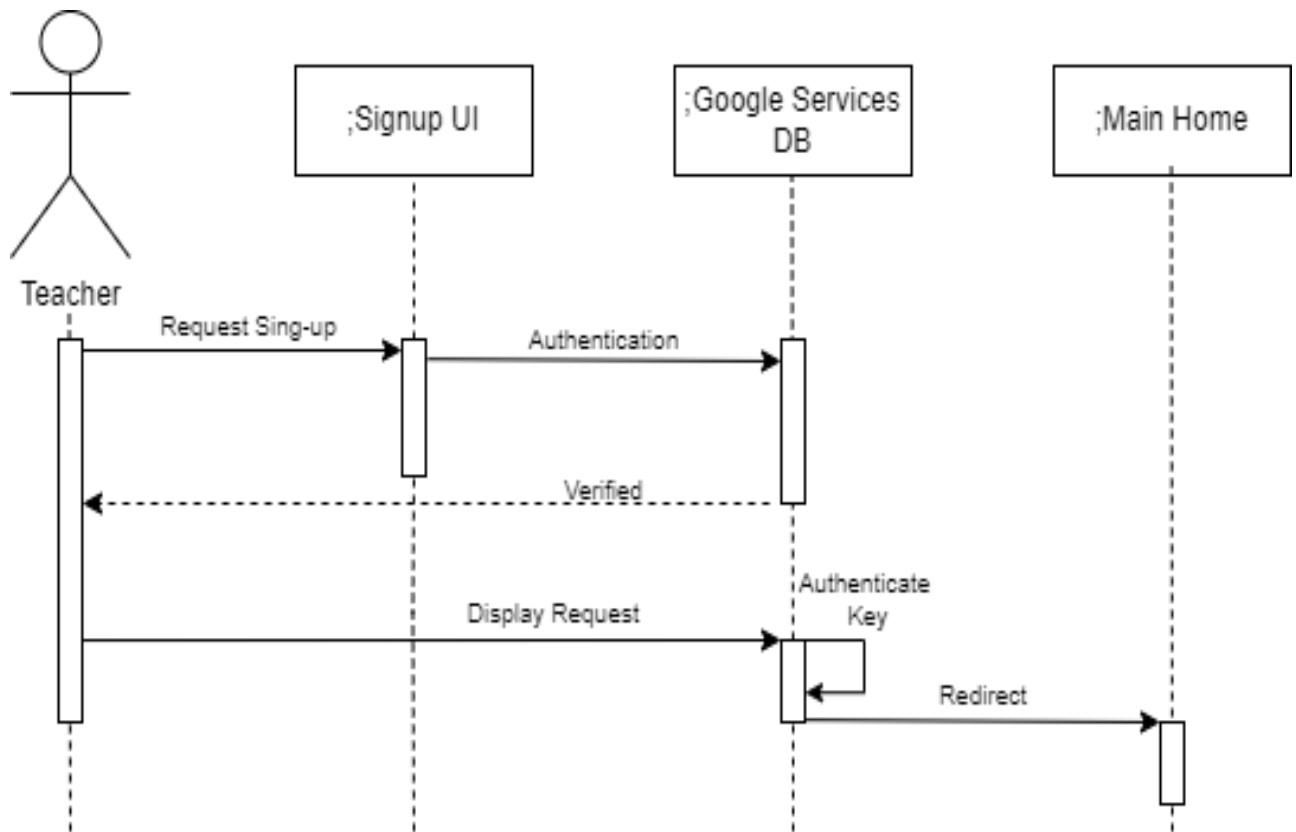 ;Signup UI
;Google Services
DB
;Main Home
Teacher
Request Sing-up
Authentication
Verified
Authenticate
Key
Display Request
Redirect